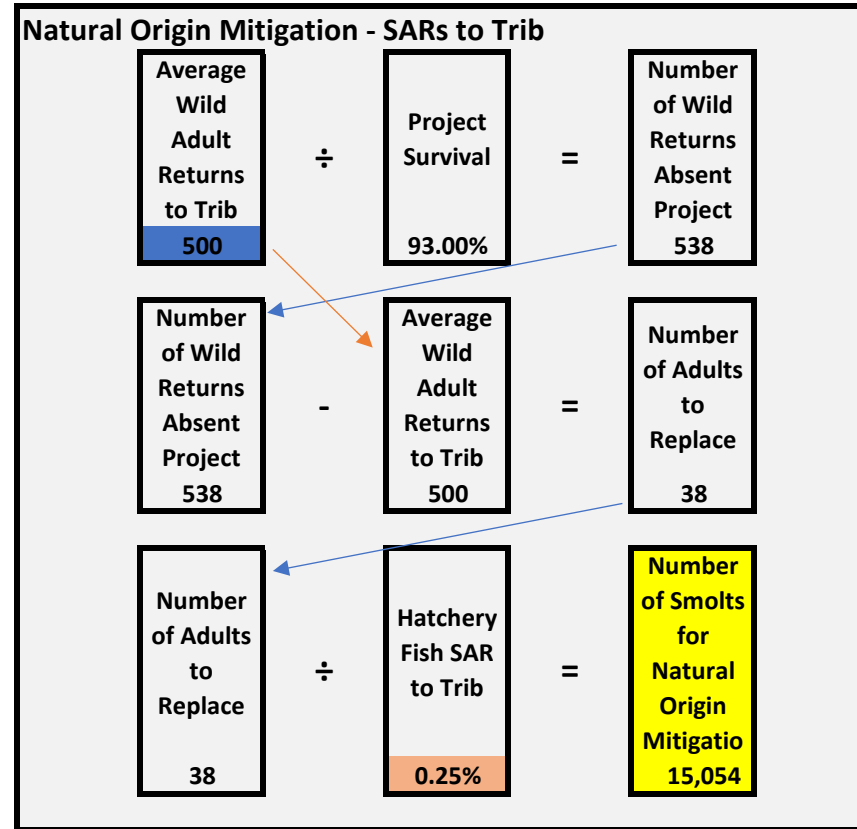 Natural Origin Mitigation - SARs to Trib
Average
Wild
Adult
Returns
to Trib
500
÷
Project
Survival
93.00%
=
Number
of Wild
Returns
Absent
Project
538
Number
of Wild
Returns
Absent
Project
538
-
Average
Wild
Adult
Returns
to Trib
500
=
Number
of Adults
to
Replace
38
Number
of Adults
to
Replace
38
÷
Hatchery
Fish SAR
to Trib
0.25%
=
Number
of Smolts
for
Natural
Origin
Mitigatio
15,054